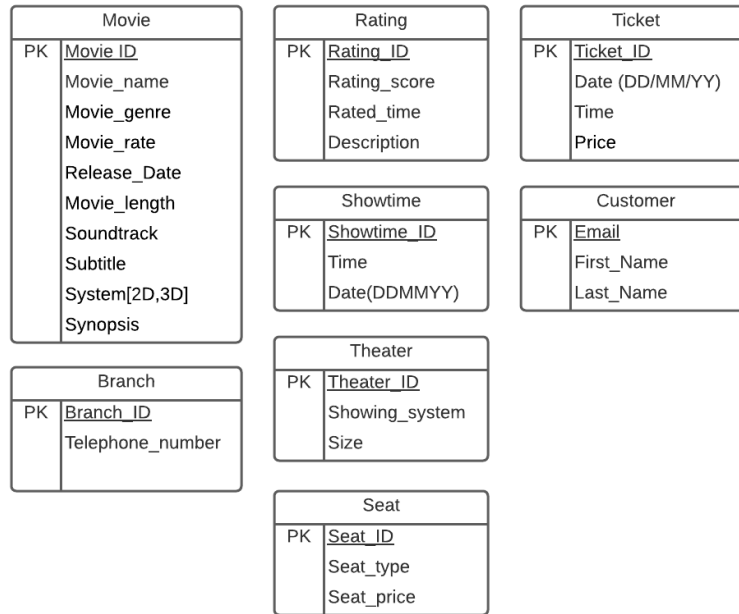 Movie
PK Movie ID
Movie_name
Movie_genre
Movie_rate
Release_Date
Movie_length
Soundtrack
Subtitle
System[2D,3D]
Synopsis
Branch
PK Branch_ID
Telephone_number
Rating
PK Rating_ID
Rating_score
Rated_time
Description
Showtime
PK Showtime_ID
Time
Date(DDMMYY)
Theater
PK Theater_ID
Showing_system
Size
Seat
PK Seat_ID
Seat_type
Seat_price
Ticket
PK Ticket_ID
Date (DD/MM/YY)
Time
Price
Customer
PK Email
First_Name
Last_Name